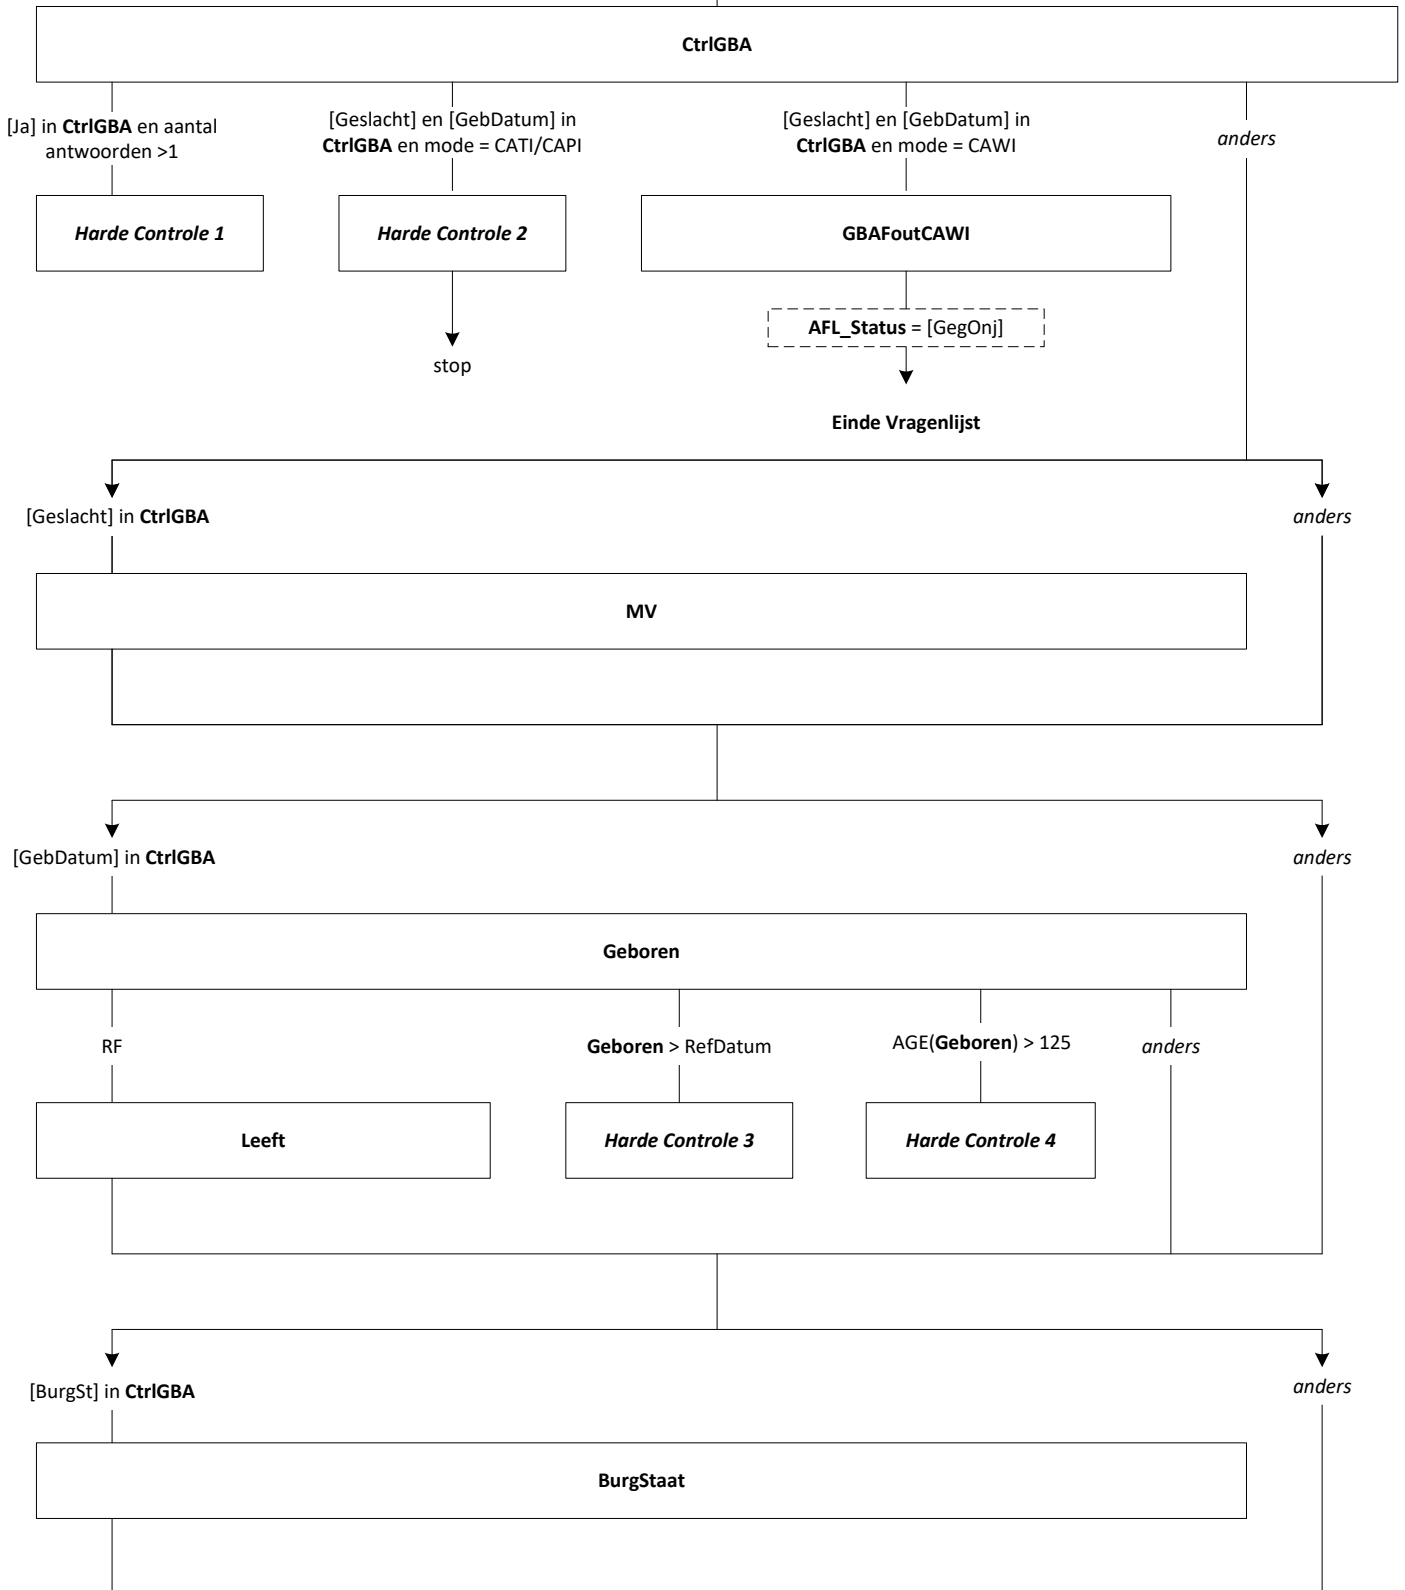 CtrlGBA
[Ja] in CtrlGBA en aantal
antwoorden >1
[Geslacht] en [GebDatum] in
CtrlGBA en mode = CATI/CAPI
[Geslacht] en [GebDatum] in
CtrlGBA en mode = CAWI
anders
Harde Controle 1
Harde Controle 2
GBAFoutCAWI
AFL_Status = [GegOnj]
stop
Einde Vragenlijst
[Geslacht] in CtrlGBA
anders
MV
[GebDatum] in CtrlGBA
anders
Geboren
RF
Geboren > RefDatum
AGE(Geboren) > 125
anders
Leeft
Harde Controle 3
Harde Controle 4
[BurgSt] in CtrlGBA
anders
BurgStaat